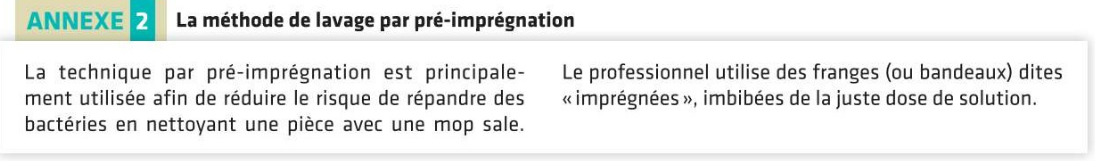 ANNEXE 2 La méthode de lavage par pré-imprégnation
La technique par pré-imprégnation est principale-
ment utilisée afin de réduire le risque de répandre des
bactéries en nettoyant une pièce avec une mop sale.
Le professionnel utilise des franges (ou bandeaux) dites
« imprégnées », imbibées de la juste dose de solution.